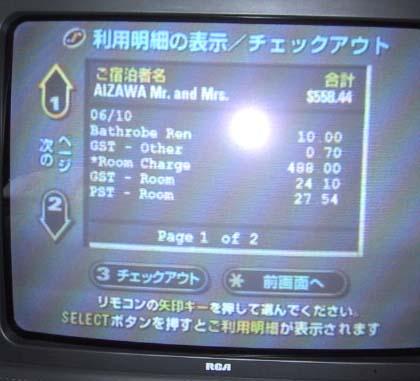 利用明細の表示／チェックアウト
1
次のページ
2
ご宿泊者名 合計
AIZAWA Mr. and Mrs. $558.44
06/10
Bathrobe Ren 10.00
GST - Other 0.70
*Room Charge 488.00
GST - Room 24.10
PST - Room 27.54
Page 1 of 2
3 チェックアウト
* 前画面へ
リモコンの矢印キーを押して選んでください。
SELECTボタンを押すとご利用明細が表示されます
RCA